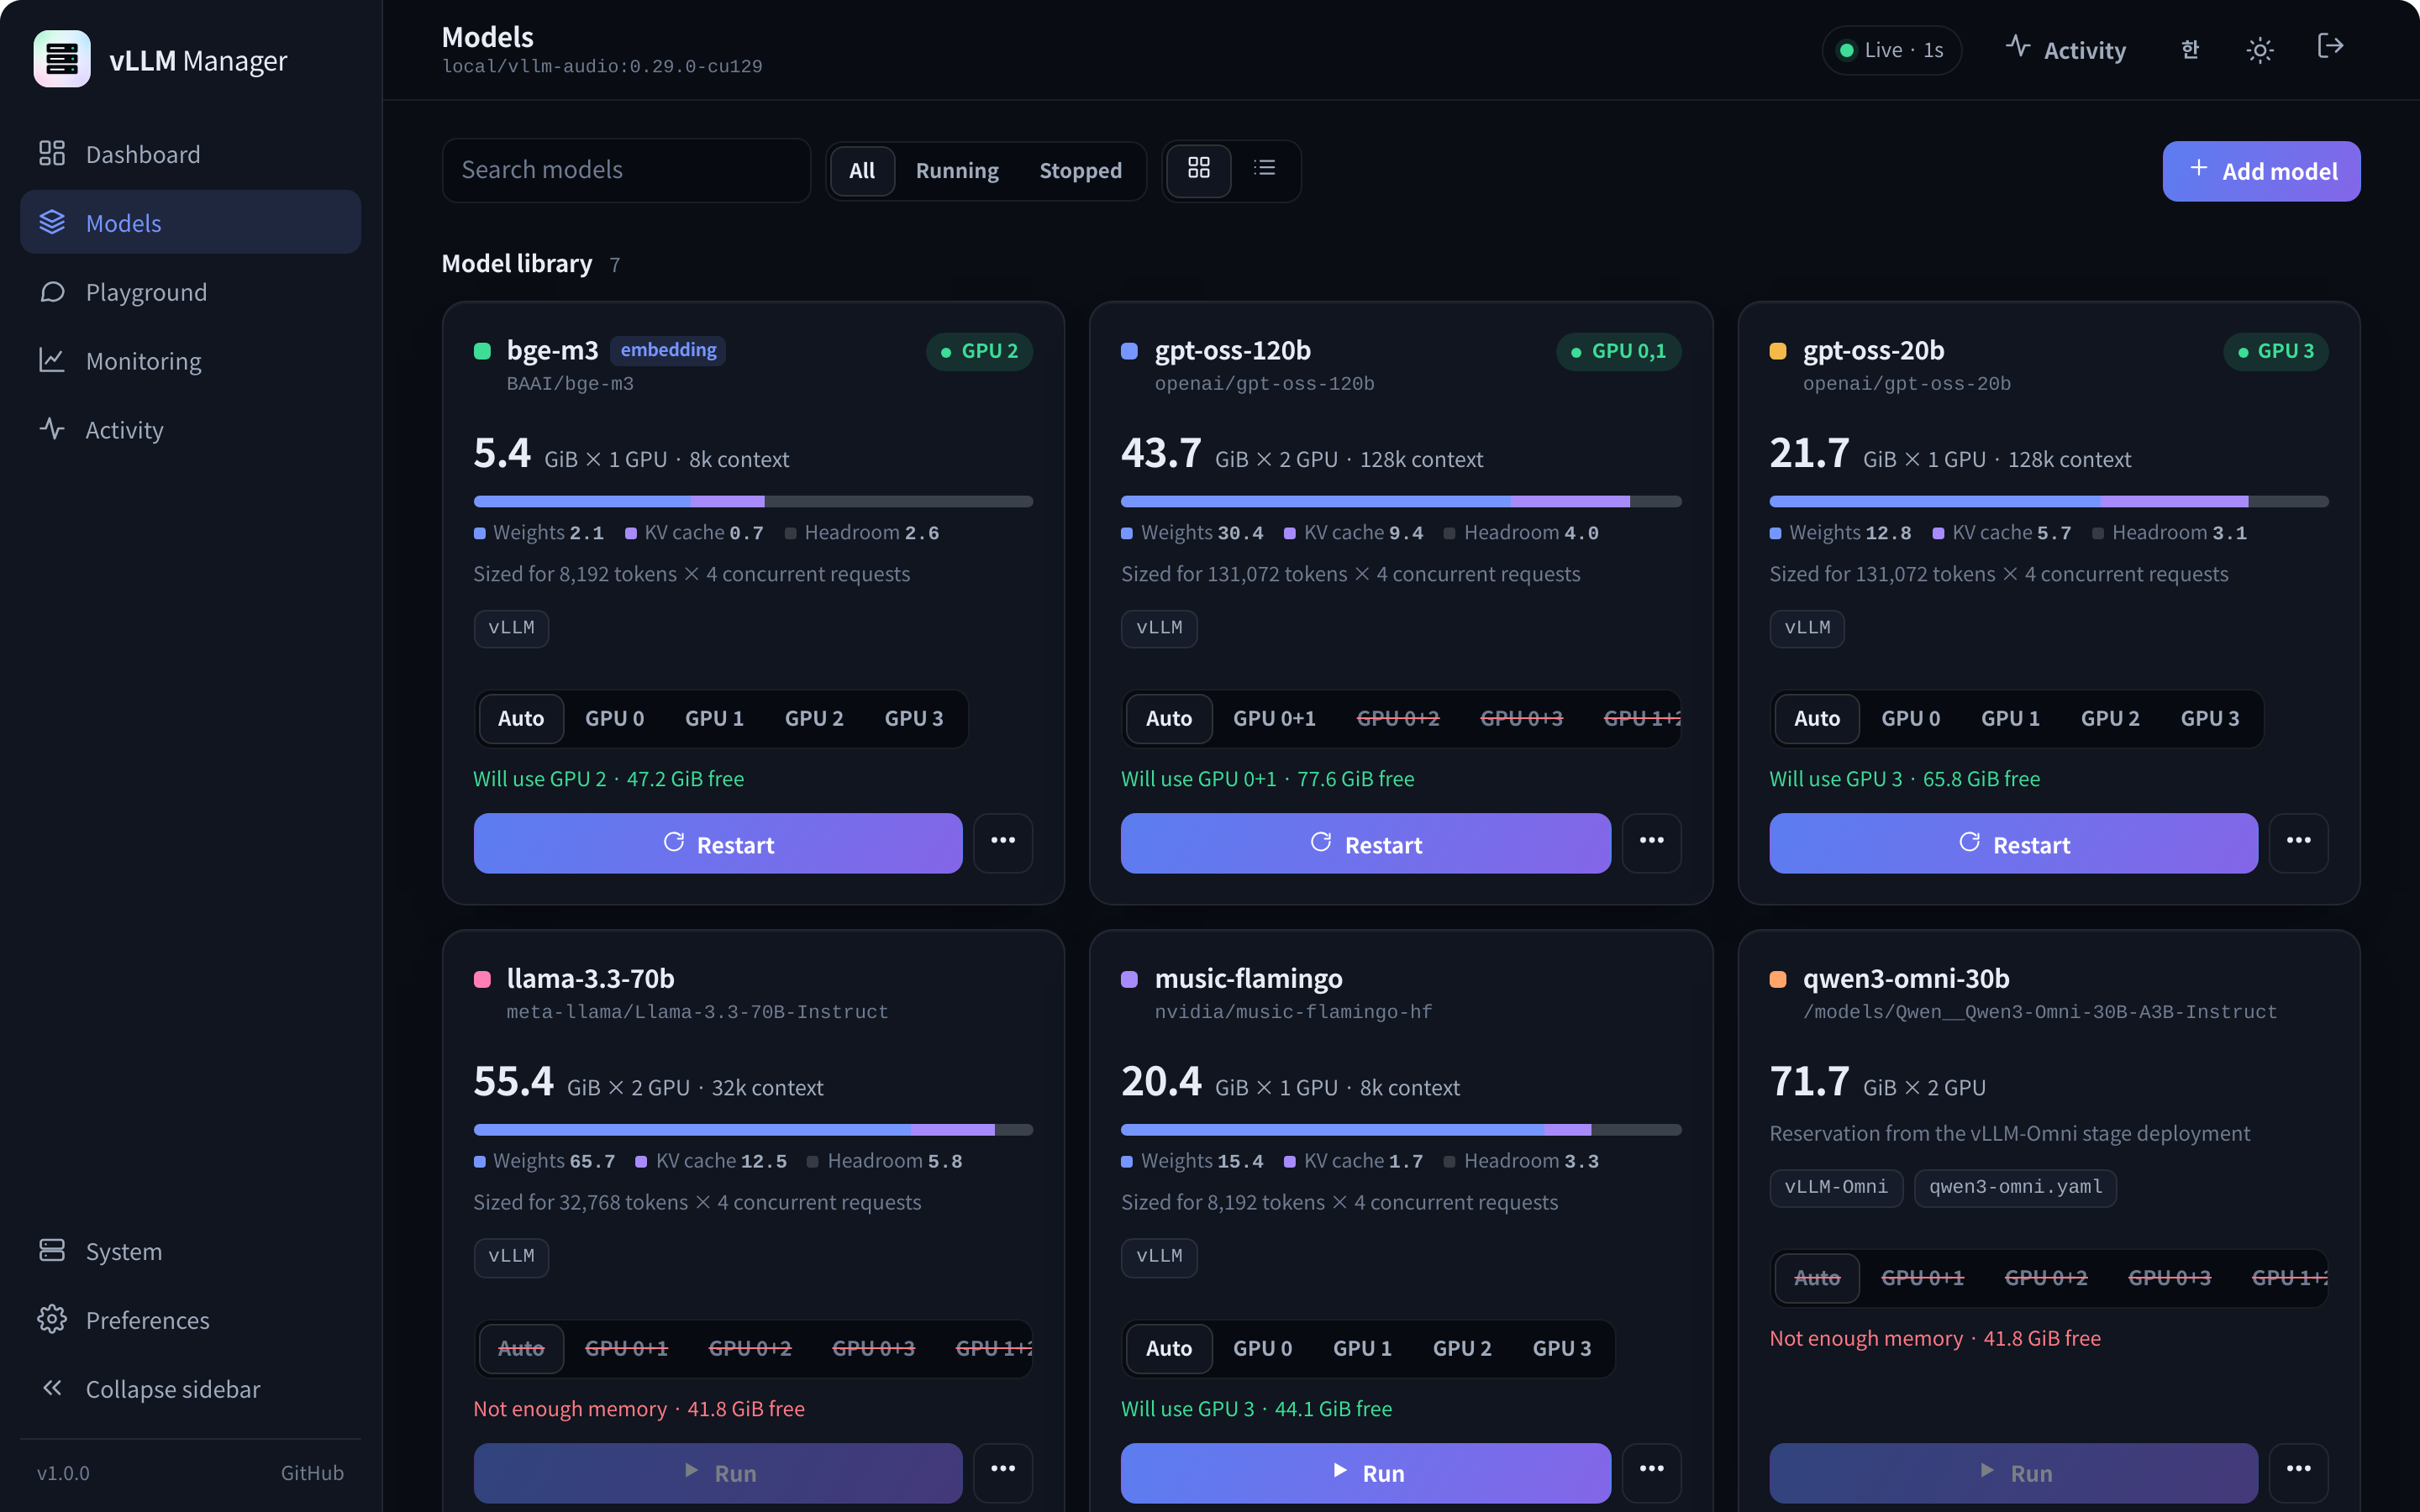 vLLM Manager
Dashboard
Models
Playground
Monitoring
Activity
System
Preferences
Collapse sidebar
v1.0.0 GitHub
Models
local/vllm-audio:0.29.0-cu129
Live · 1s Activity 한
Search models All Running Stopped + Add model
Model library 7
bge-m3 embedding GPU 2
BAAI/bge-m3
5.4 GiB × 1 GPU · 8k context
Weights 2.1 KV cache 0.7 Headroom 2.6
Sized for 8,192 tokens × 4 concurrent requests
vLLM
Auto GPU 0 GPU 1 GPU 2 GPU 3
Will use GPU 2 · 47.2 GiB free
Restart •••
gpt-oss-120b GPU 0,1
openai/gpt-oss-120b
43.7 GiB × 2 GPU · 128k context
Weights 30.4 KV cache 9.4 Headroom 4.0
Sized for 131,072 tokens × 4 concurrent requests
vLLM
Auto GPU 0+1 GPU 0+2 GPU 0+3 GPU 1+2
Will use GPU 0+1 · 77.6 GiB free
Restart •••
gpt-oss-20b GPU 3
openai/gpt-oss-20b
21.7 GiB × 1 GPU · 128k context
Weights 12.8 KV cache 5.7 Headroom 3.1
Sized for 131,072 tokens × 4 concurrent requests
vLLM
Auto GPU 0 GPU 1 GPU 2 GPU 3
Will use GPU 3 · 65.8 GiB free
Restart •••
llama-3.3-70b
meta-llama/Llama-3.3-70B-Instruct
55.4 GiB × 2 GPU · 32k context
Weights 65.7 KV cache 12.5 Headroom 5.8
Sized for 32,768 tokens × 4 concurrent requests
vLLM
Auto GPU 0+1 GPU 0+2 GPU 0+3 GPU 1+2
Not enough memory · 41.8 GiB free
Run •••
music-flamingo
nvidia/music-flamingo-hf
20.4 GiB × 1 GPU · 8k context
Weights 15.4 KV cache 1.7 Headroom 3.3
Sized for 8,192 tokens × 4 concurrent requests
vLLM
Auto GPU 0 GPU 1 GPU 2 GPU 3
Will use GPU 3 · 44.1 GiB free
Run •••
qwen3-omni-30b
/models/Qwen__Qwen3-Omni-30B-A3B-Instruct
71.7 GiB × 2 GPU
Reservation from the vLLM-Omni stage deployment
vLLM-Omni qwen3-omni.yaml
Auto GPU 0+1 GPU 0+2 GPU 0+3 GPU 1+2
Not enough memory · 41.8 GiB free
Run •••